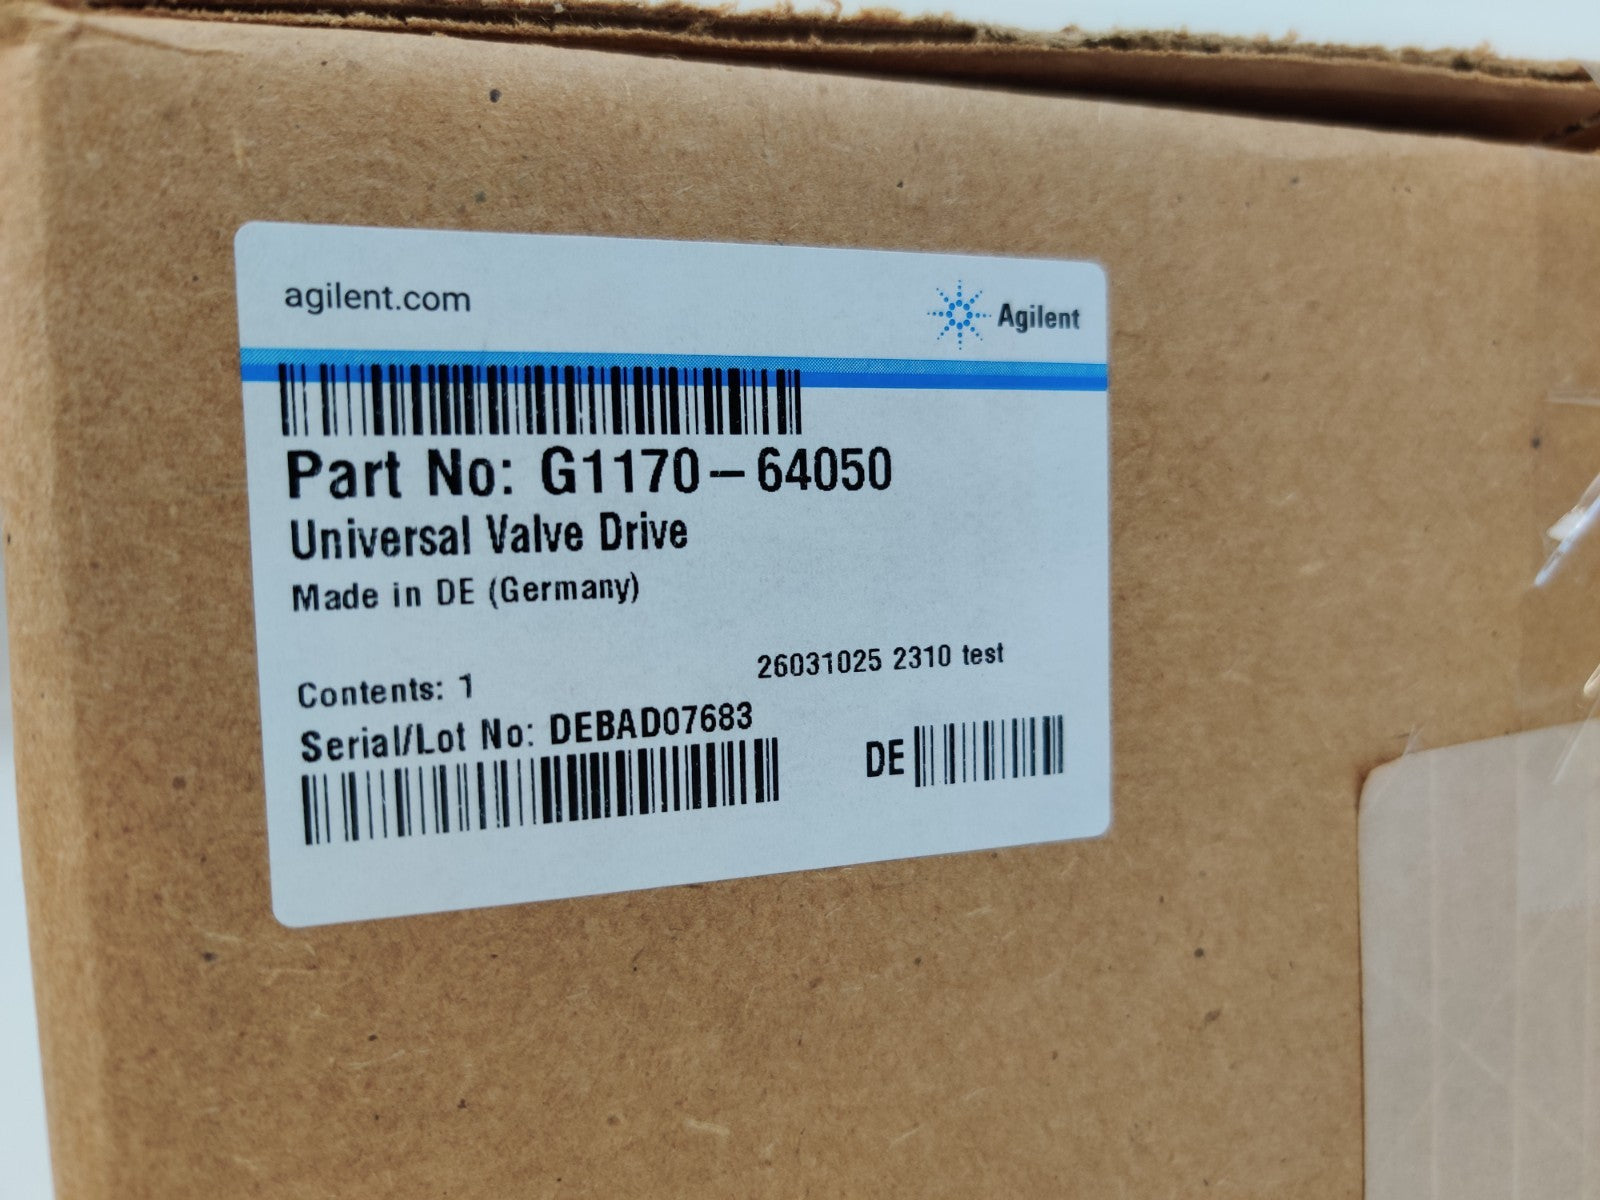 agilent.com
Agilent
Part No: G1170-64050
Universal Valve Drive
Made in DE (Germany)
26031025 2310 test
Contents: 1
Serial/Lot No: DEBAD07683
DE